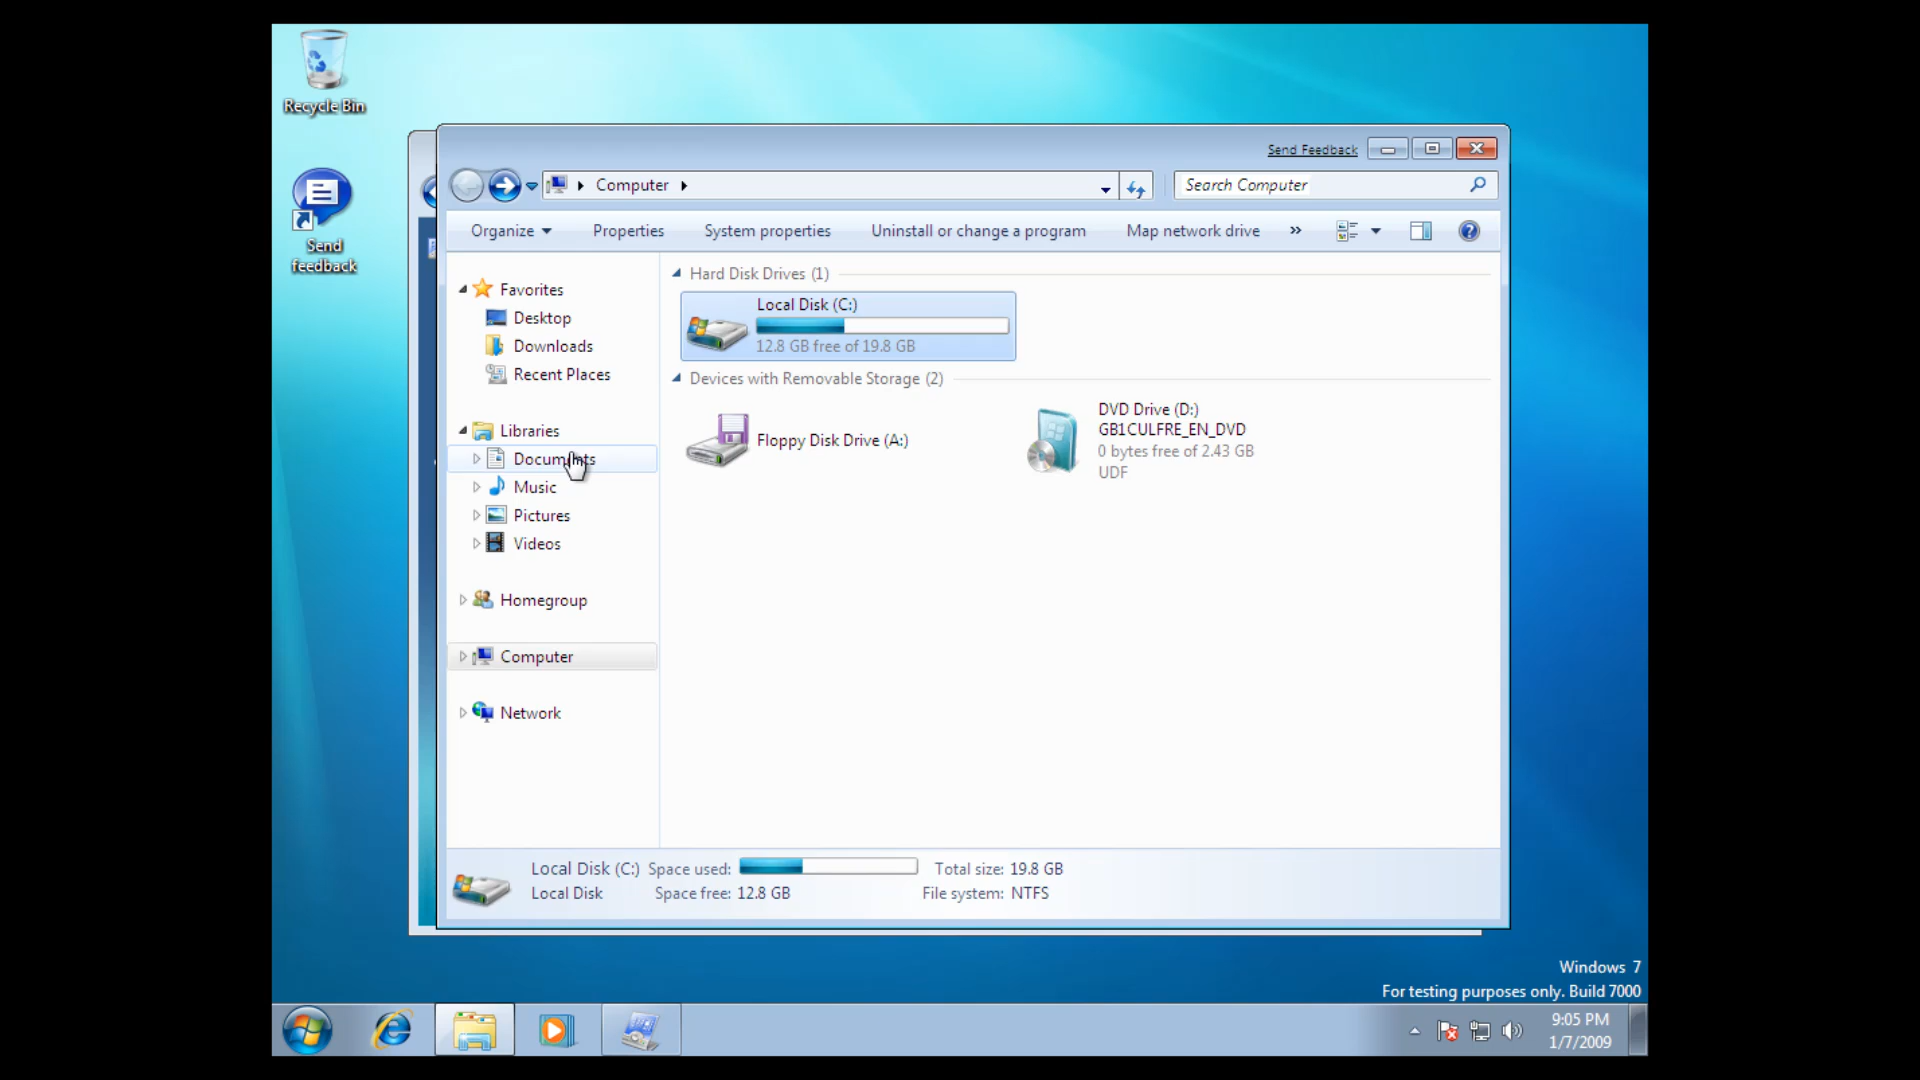 Recycle Bin
Send
feedback
Send Feedback
Computer
Search Computer
Organize
Properties
System properties
Uninstall or change a program
Map network drive
»
Favorites
Desktop
Downloads
Recent Places
Libraries
Documents
Music
Pictures
Videos
Homegroup
Computer
Network
Hard Disk Drives (1)
Local Disk (C:)
12.8 GB free of 19.8 GB
Devices with Removable Storage (2)
Floppy Disk Drive (A:)
DVD Drive (D:)
GB1CULFRE_EN_DVD
0 bytes free of 2.43 GB
UDF
Local Disk (C:) Space used: Total size: 19.8 GB
Local Disk Space free: 12.8 GB File system: NTFS
Windows 7
For testing purposes only. Build 7000
9:05 PM
1/7/2009